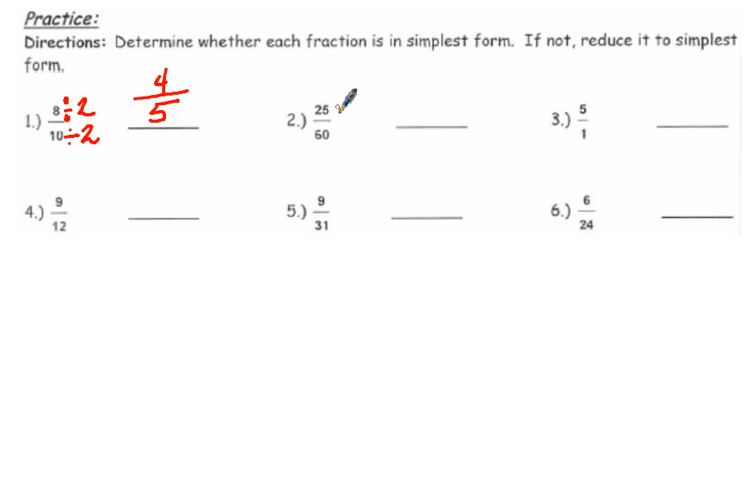 Practice:
Directions: Determine whether each fraction is in simplest form. If not, reduce it to simplest
form.
1.) 8/10 ÷2 ÷2 4/5
2.) 25/60
3.) 5/1
4.) 9/12
5.) 9/31
6.) 6/24